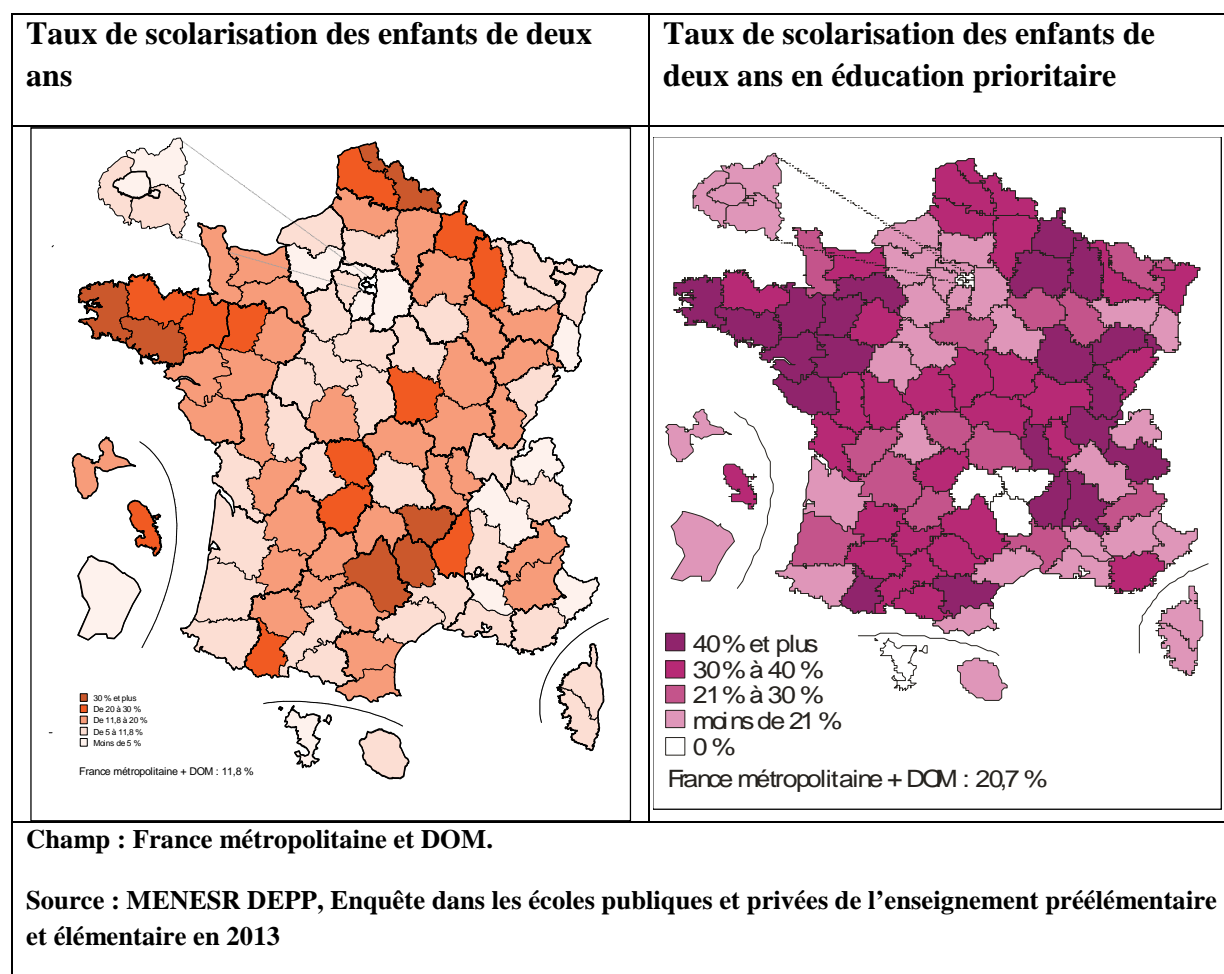 Taux de scolarisation des enfants de deux
ans
Taux de scolarisation des enfants de
deux ans en éducation prioritaire
30 % et plus
De 20 à 30 %
De 11,8 à 20 %
De 5 à 11,8 %
Moins de 5 %
France métropolitaine + DOM : 11,8 %
40 % et plus
30 % à 40 %
21 % à 30 %
moins de 21 %
0 %
France métropolitaine + DOM : 20,7 %
Champ : France métropolitaine et DOM.
Source : MENESR DEPP, Enquête dans les écoles publiques et privées de l’enseignement préélémentaire
et élémentaire en 2013